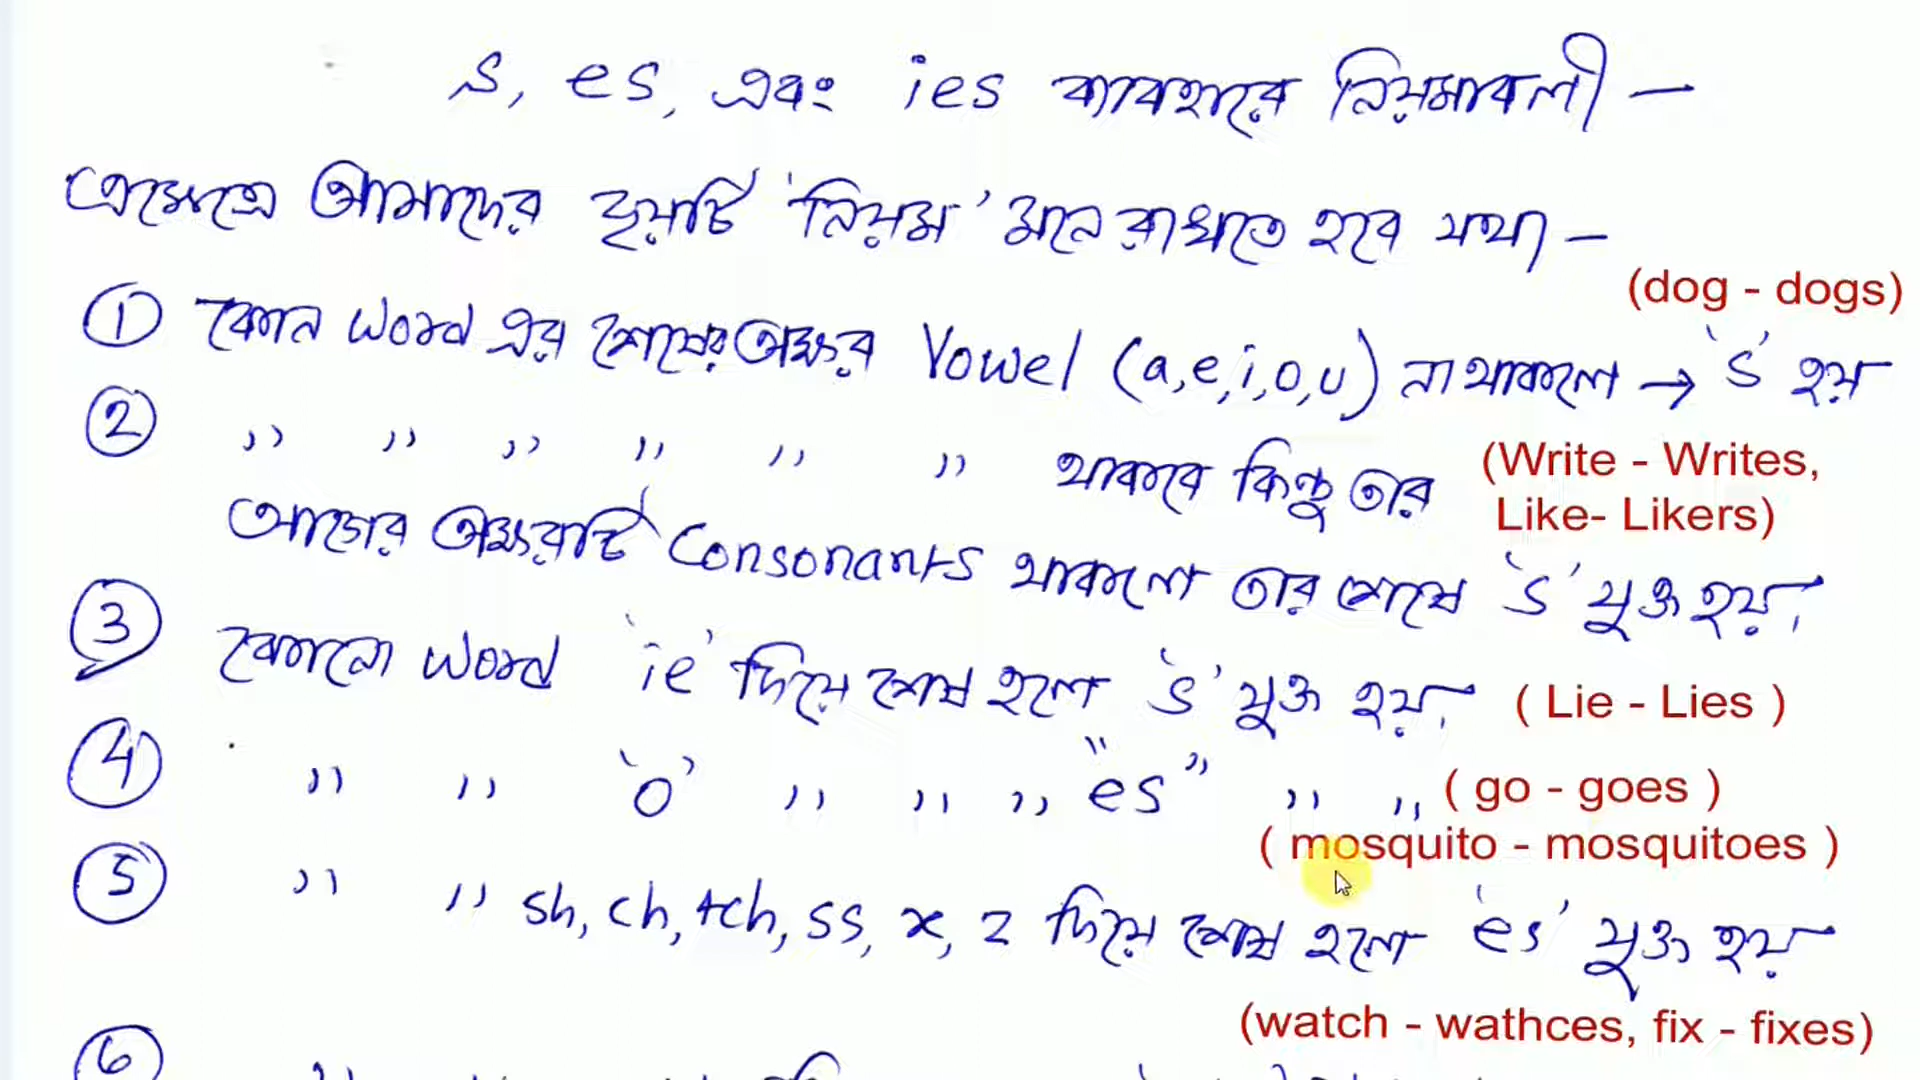 s, es, এবং ies ব্যবহারের নিয়মাবলী –
এক্ষেত্রে আমাদের ছয়টি 'নিয়ম' মনে রাখতে হবে যথা –
(dog - dogs)
① কোন word এর শেষের অক্ষর Vowel (a,e,i,o,u) না থাকলে → 's' হয়
② " " " " " " থাকবে কিন্তু তার (Write - Writes,
Like- Likers)
আগের অক্ষরটি Consonants থাকলে তার শেষে 's' যুক্ত হয়।
③ কোনো word 'ie' দিয়ে শেষ হলে 's' যুক্ত হয়। ( Lie - Lies )
④ " " 'o' " " " "es" " " ( go - goes )
( mosquito - mosquitoes )
⑤ " " sh, ch, tch, ss, x, z দিয়ে শেষ হলে 'es' যুক্ত হয়
(watch - wathces, fix - fixes)
⑥